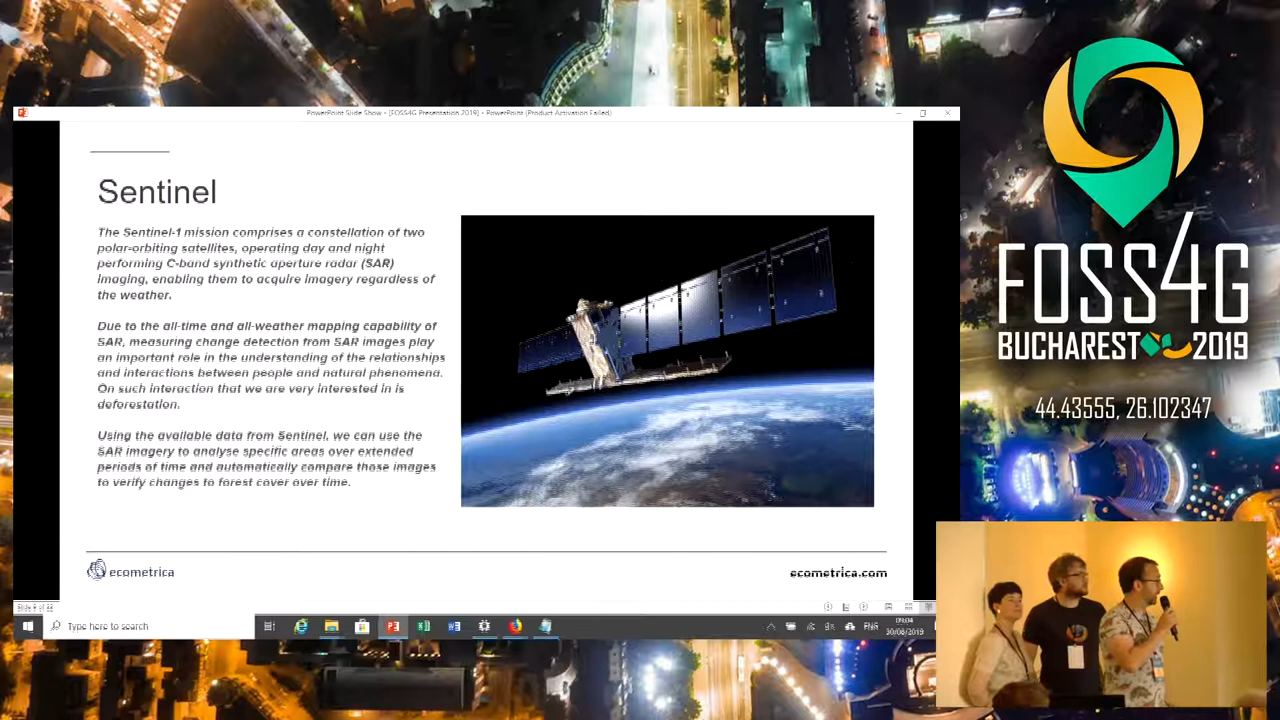 PowerPoint Slide Show - [FOSS4G Presentation 2019] - PowerPoint (Product Activation Failed)
Sentinel
The Sentinel-1 mission comprises a constellation of two
polar-orbiting satellites, operating day and night
performing C-band synthetic aperture radar (SAR)
imaging, enabling them to acquire imagery regardless of
the weather.
Due to the all-time and all-weather mapping capability of
SAR, measuring change detection from SAR images play
an important role in the understanding of the relationships
and interactions between people and natural phenomena.
On such interaction that we are very interested in is
deforestation.
Using the available data from Sentinel, we can use the
SAR imagery to analyse specific areas over extended
periods of time and automatically compare those images
to verify changes to forest cover over time.
ecometrica
ecometrica.com
Type here to search
ENG
09:04
30/08/2019
FOSS4G
BUCHAREST 2019
44.43555, 26.102347